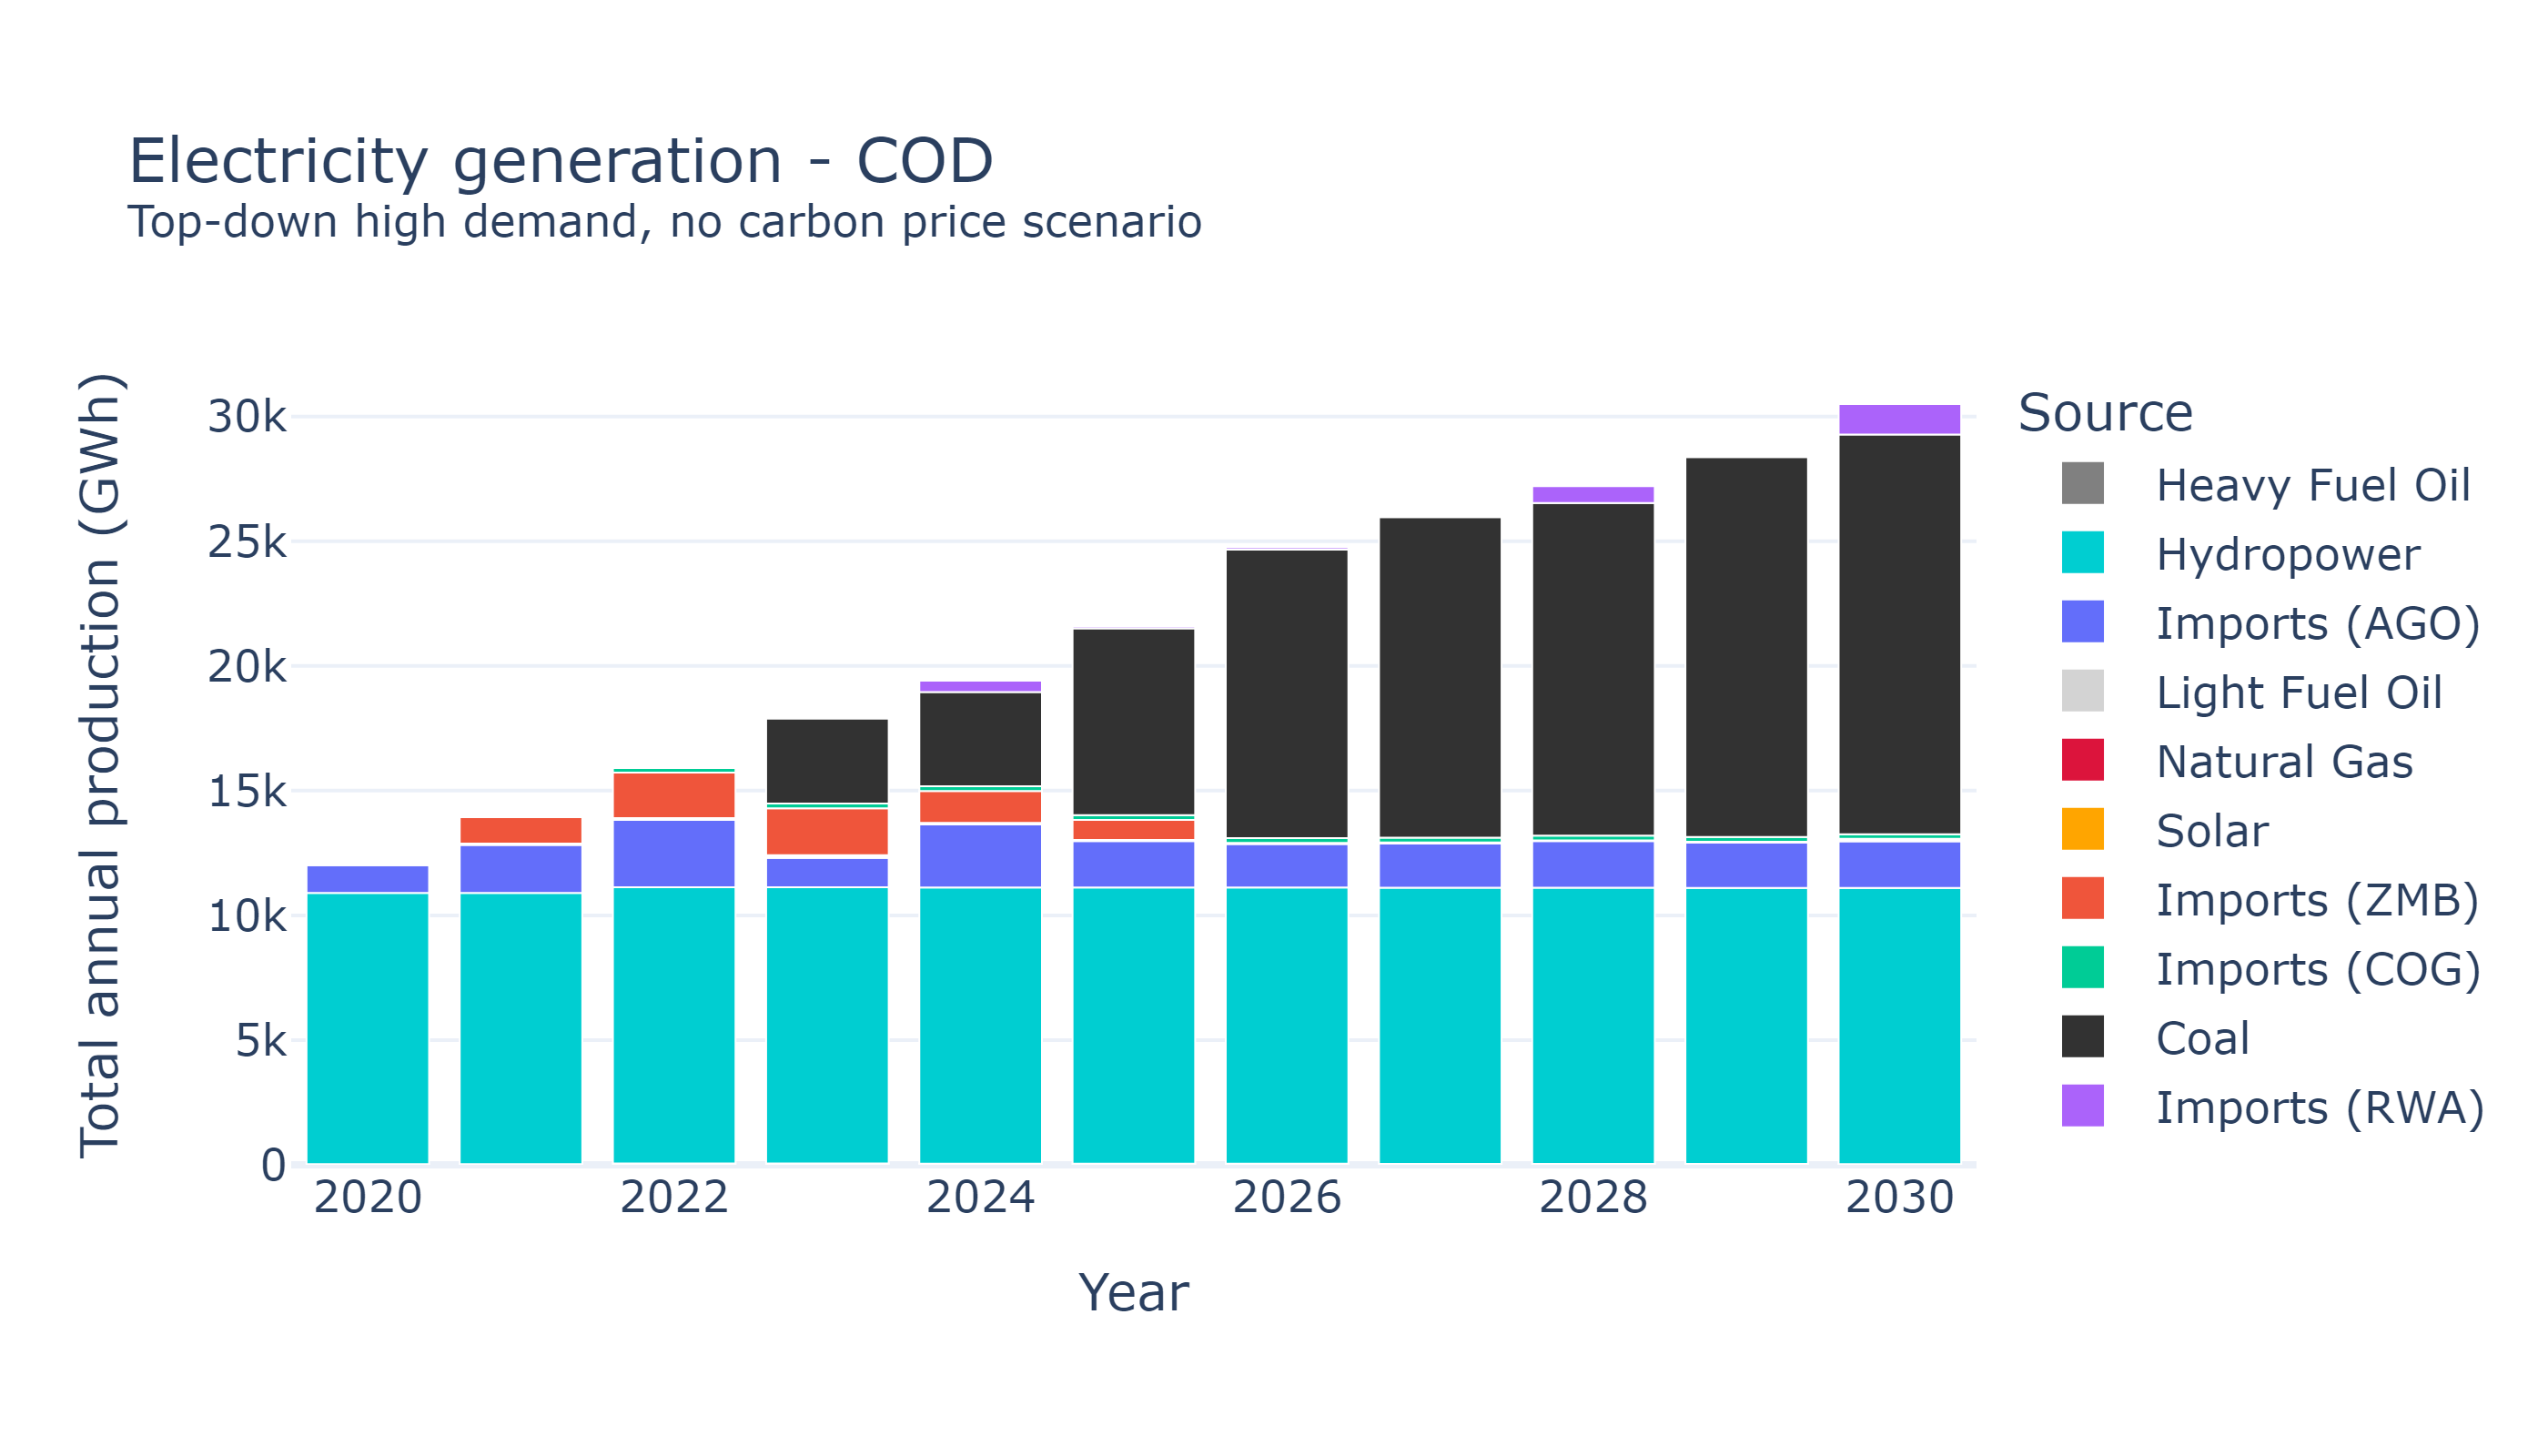 Electricity generation - COD
Top-down high demand, no carbon price scenario
Total annual production (GWh)
30k
25k
20k
15k
10k
5k
0
2020
2022
2024
2026
2028
2030
Year
Source
Heavy Fuel Oil
Hydropower
Imports (AGO)
Light Fuel Oil
Natural Gas
Solar
Imports (ZMB)
Imports (COG)
Coal
Imports (RWA)